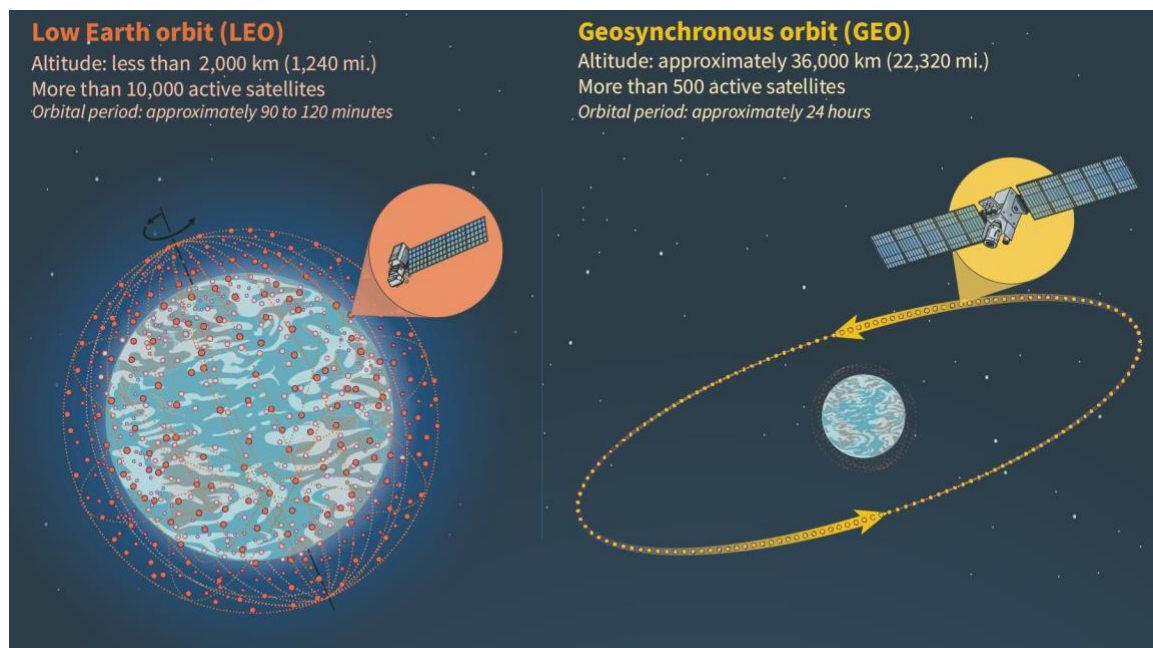 Low Earth orbit (LEO)
Altitude: less than 2,000 km (1,240 mi.)
More than 10,000 active satellites
Orbital period: approximately 90 to 120 minutes
Geosynchronous orbit (GEO)
Altitude: approximately 36,000 km (22,320 mi.)
More than 500 active satellites
Orbital period: approximately 24 hours